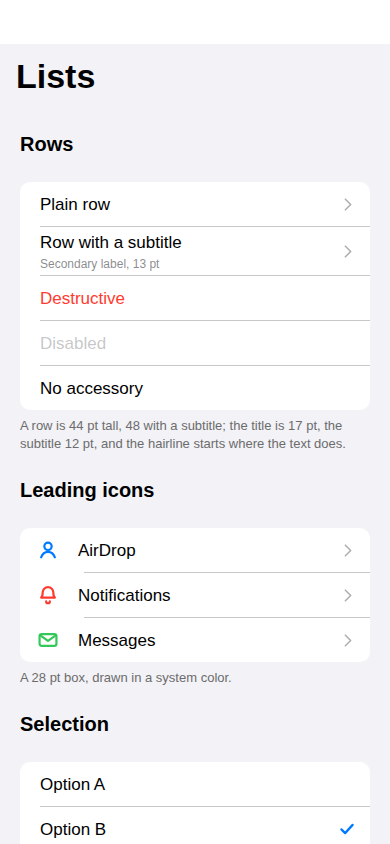 Lists
Rows
Plain row
Row with a subtitle
Secondary label, 13 pt
Destructive
Disabled
No accessory
A row is 44 pt tall, 48 with a subtitle; the title is 17 pt, the
subtitle 12 pt, and the hairline starts where the text does.
Leading icons
AirDrop
Notifications
Messages
A 28 pt box, drawn in a system color.
Selection
Option A
Option B